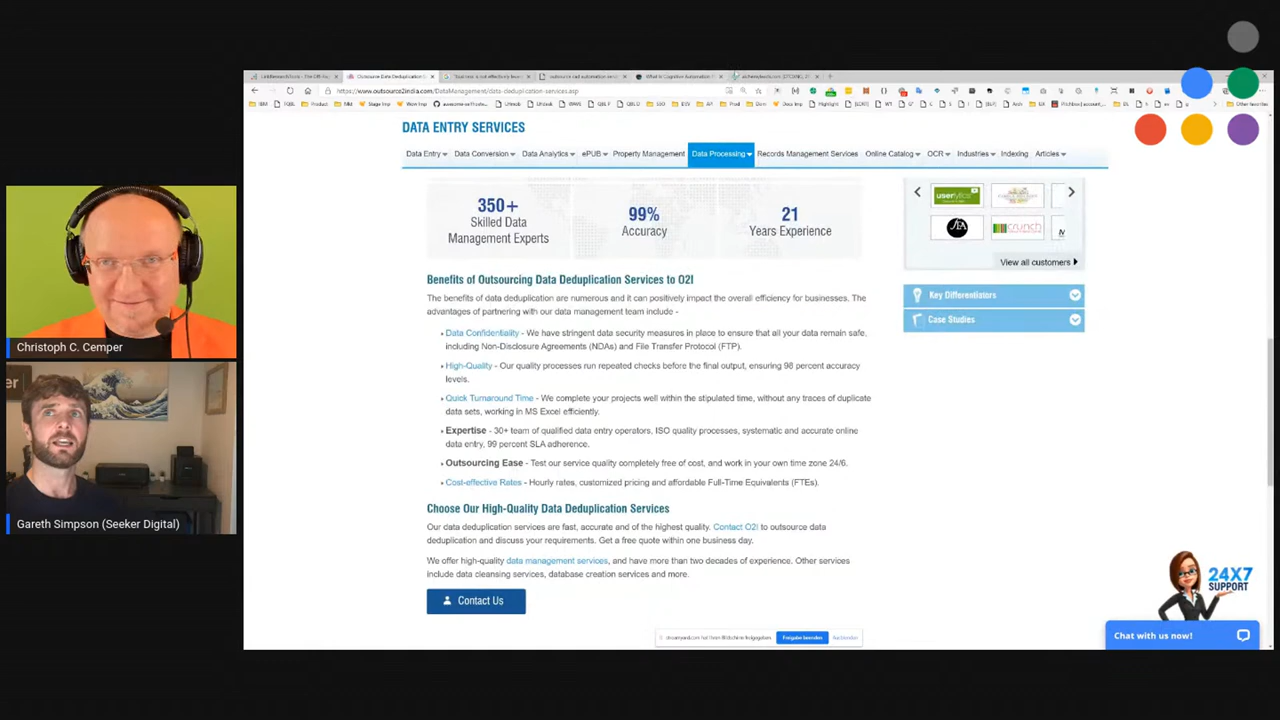 https://www.outsource2india.com/DataManagement/data-deduplication-services.asp
DATA ENTRY SERVICES
Data Entry Data Conversion Data Analytics ePUB Property Management Data Processing Records Management Services Online Catalog OCR Industries Indexing Articles
350+
Skilled Data
Management Experts
99%
Accuracy
21
Years Experience
userlytics
crunch
View all customers
Key Differentiators
Case Studies
Benefits of Outsourcing Data Deduplication Services to O2I
The benefits of data deduplication are numerous and it can positively impact the overall efficiency for businesses. The
advantages of partnering with our data management team include -
Data Confidentiality - We have stringent data security measures in place to ensure that all your data remain safe,
including Non-Disclosure Agreements (NDAs) and File Transfer Protocol (FTP).
High-Quality - Our quality processes run repeated checks before the final output, ensuring 98 percent accuracy
levels.
Quick Turnaround Time - We complete your projects well within the stipulated time, without any traces of duplicate
data sets, working in MS Excel efficiently.
Expertise - 30+ team of qualified data entry operators, ISO quality processes, systematic and accurate online
data entry, 99 percent SLA adherence.
Outsourcing Ease - Test our service quality completely free of cost, and work in your own time zone 24/6.
Cost-effective Rates - Hourly rates, customized pricing and affordable Full-Time Equivalents (FTEs).
Choose Our High-Quality Data Deduplication Services
Our data deduplication services are fast, accurate and of the highest quality. Contact O2I to outsource data
deduplication and discuss your requirements. Get a free quote within one business day.
We offer high-quality data management services, and have more than two decades of experience. Other services
include data cleansing services, database creation services and more.
Contact Us
24X7
SUPPORT
Chat with us now!
Freigabe beenden
Christoph C. Cemper
er
Gareth Simpson (Seeker Digital)